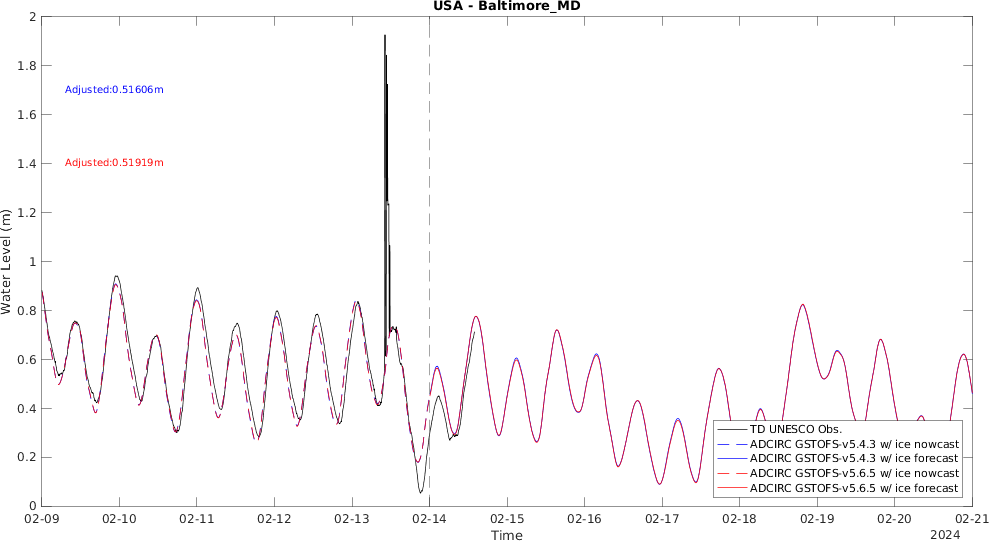 USA - Baltimore_MD
2
1.8
1.6
1.4
1.2
1
0.8
0.6
0.4
0.2
0
Water Level (m)
Adjusted:0.51606m
Adjusted:0.51919m
TD UNESCO Obs.
ADCIRC GSTOFS-v5.4.3 w/ ice nowcast
ADCIRC GSTOFS-v5.4.3 w/ ice forecast
ADCIRC GSTOFS-v5.6.5 w/ ice nowcast
ADCIRC GSTOFS-v5.6.5 w/ ice forecast
02-09 02-10 02-11 02-12 02-13 02-14 02-15 02-16 02-17 02-18 02-19 02-20 02-21
Time
2024